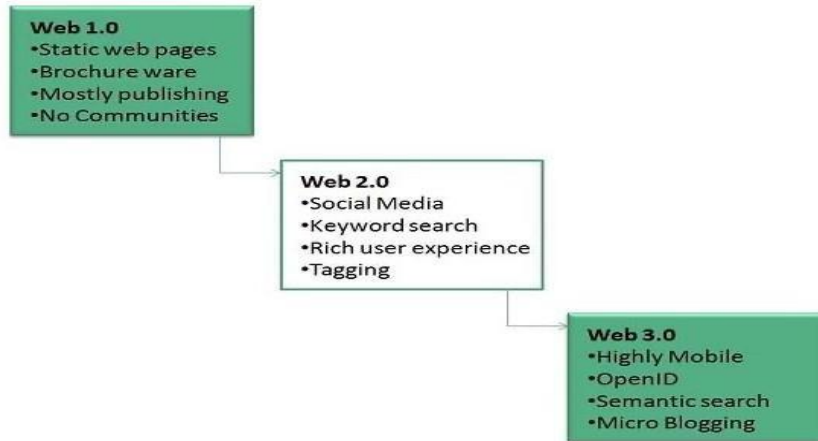 Web 1.0
•Static web pages
•Brochure ware
•Mostly publishing
•No Communities
Web 2.0
•Social Media
•Keyword search
•Rich user experience
•Tagging
Web 3.0
•Highly Mobile
•OpenID
•Semantic search
•Micro Blogging